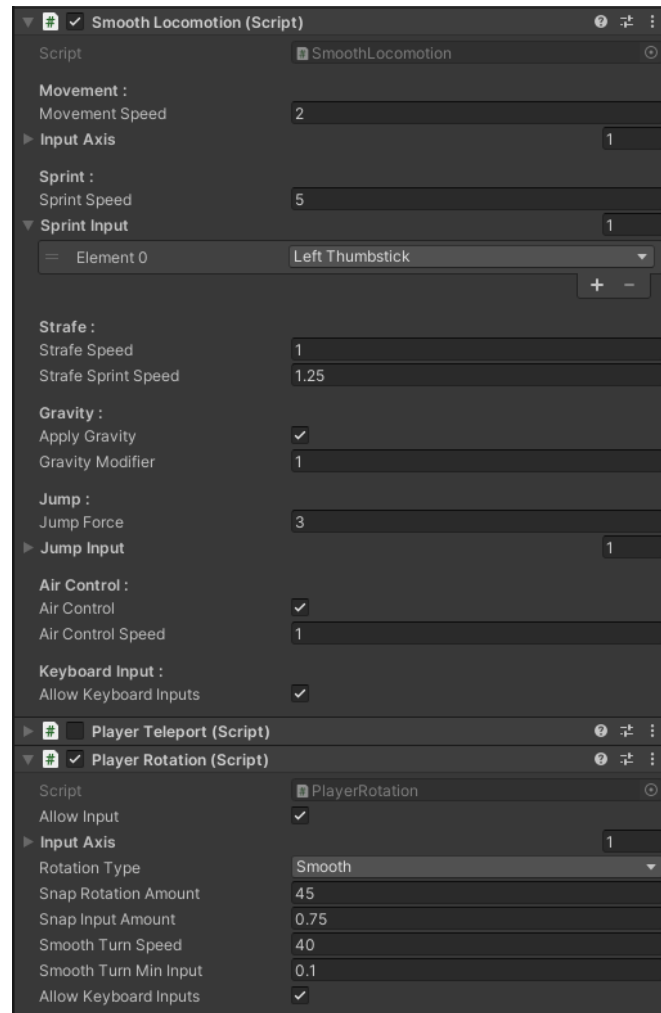 Smooth Locomotion (Script)
Script SmoothLocomotion
Movement :
Movement Speed 2
Input Axis 1
Sprint :
Sprint Speed 5
Sprint Input 1
Element 0 Left Thumbstick
+ −
Strafe :
Strafe Speed 1
Strafe Sprint Speed 1.25
Gravity :
Apply Gravity
Gravity Modifier 1
Jump :
Jump Force 3
Jump Input 1
Air Control :
Air Control
Air Control Speed 1
Keyboard Input :
Allow Keyboard Inputs
Player Teleport (Script)
Player Rotation (Script)
Script PlayerRotation
Allow Input
Input Axis 1
Rotation Type Smooth
Snap Rotation Amount 45
Snap Input Amount 0.75
Smooth Turn Speed 40
Smooth Turn Min Input 0.1
Allow Keyboard Inputs